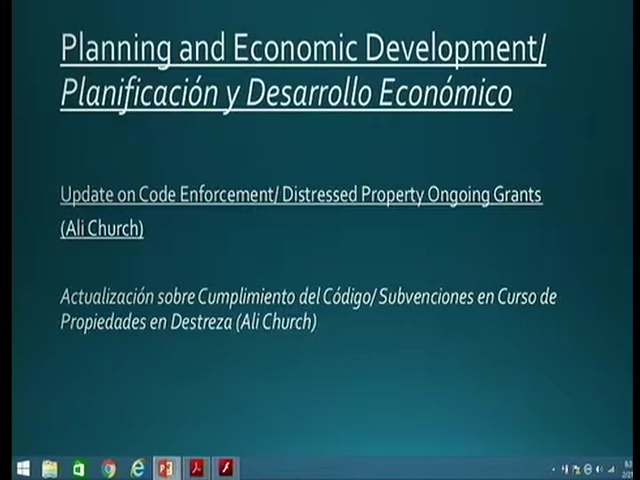 Planning and Economic Development/
Planificación y Desarrollo Económico
Update on Code Enforcement/ Distressed Property Ongoing Grants
(Ali Church)
Actualización sobre Cumplimiento del Código/ Subvenciones en Curso de
Propiedades en Destreza (Ali Church)